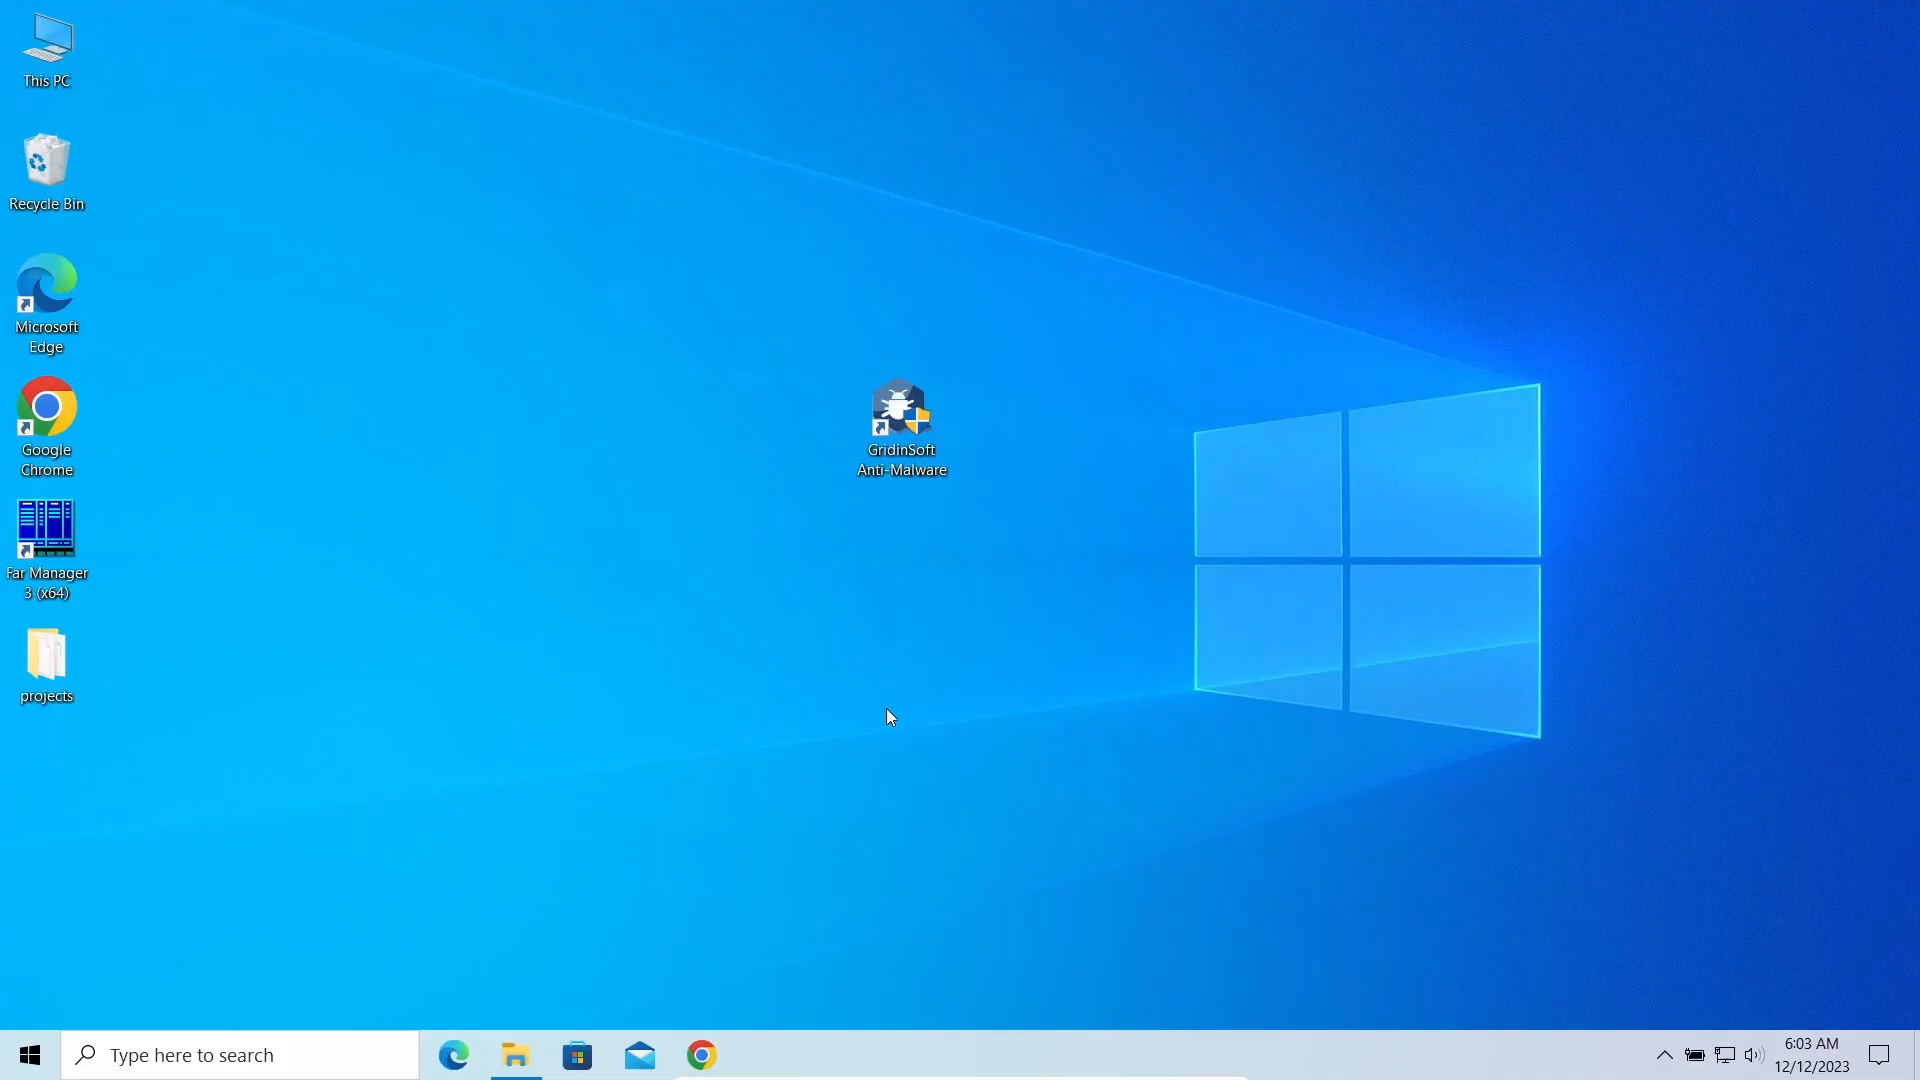 This PC
Recycle Bin
Microsoft
Edge
Google
Chrome
Far Manager
3 (x64)
projects
GridinSoft
Anti-Malware
Type here to search
6:03 AM
12/12/2023